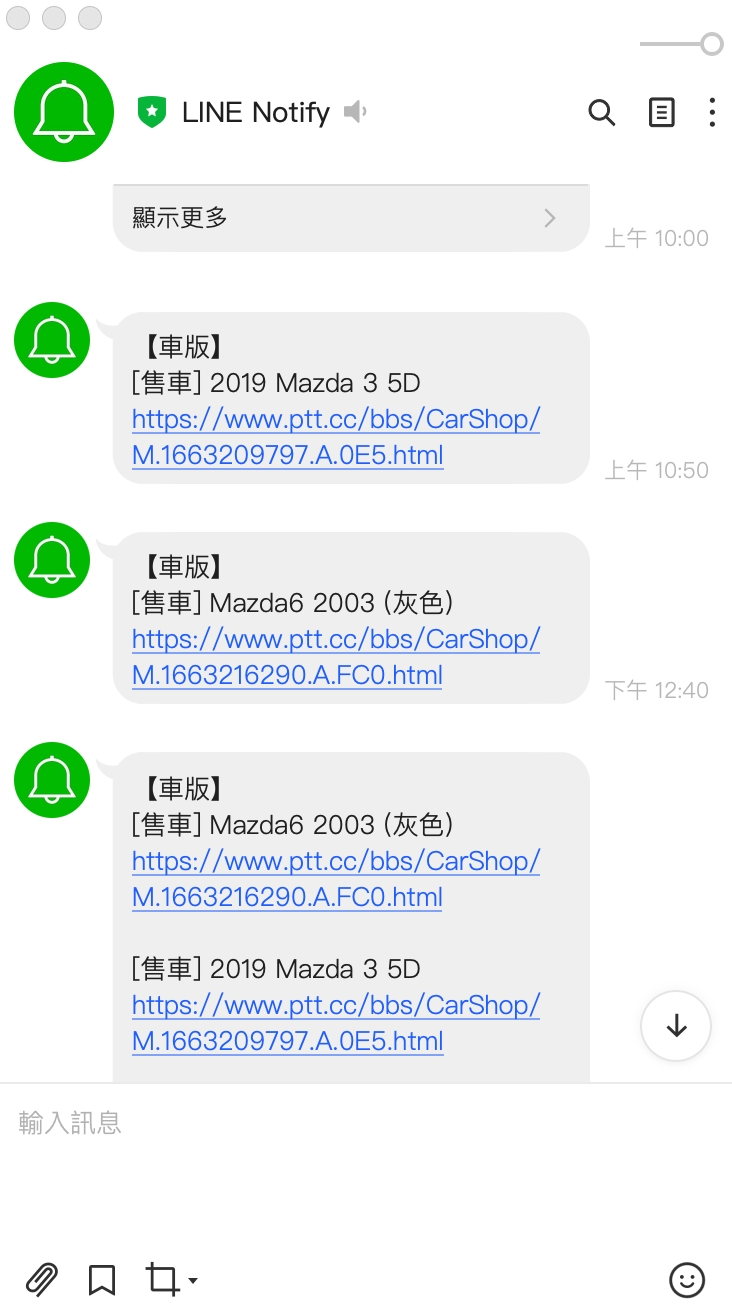 LINE Notify
顯示更多
上午 10:00
【車版】
[售車] 2019 Mazda 3 5D
https://www.ptt.cc/bbs/CarShop/
M.1663209797.A.0E5.html
上午 10:50
【車版】
[售車] Mazda6 2003 (灰色)
https://www.ptt.cc/bbs/CarShop/
M.1663216290.A.FC0.html
下午 12:40
【車版】
[售車] Mazda6 2003 (灰色)
https://www.ptt.cc/bbs/CarShop/
M.1663216290.A.FC0.html
[售車] 2019 Mazda 3 5D
https://www.ptt.cc/bbs/CarShop/
M.1663209797.A.0E5.html
輸入訊息